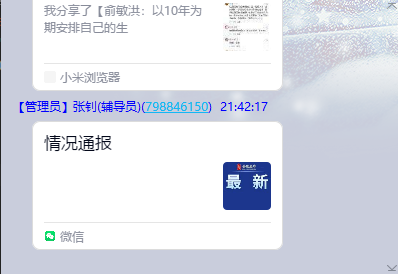 我分享了【俞敏洪：以10年为
期安排自己的生
小米浏览器
【管理员】张钊(辅导员)(798846150) 21:42:17
情况通报
最 新
微信